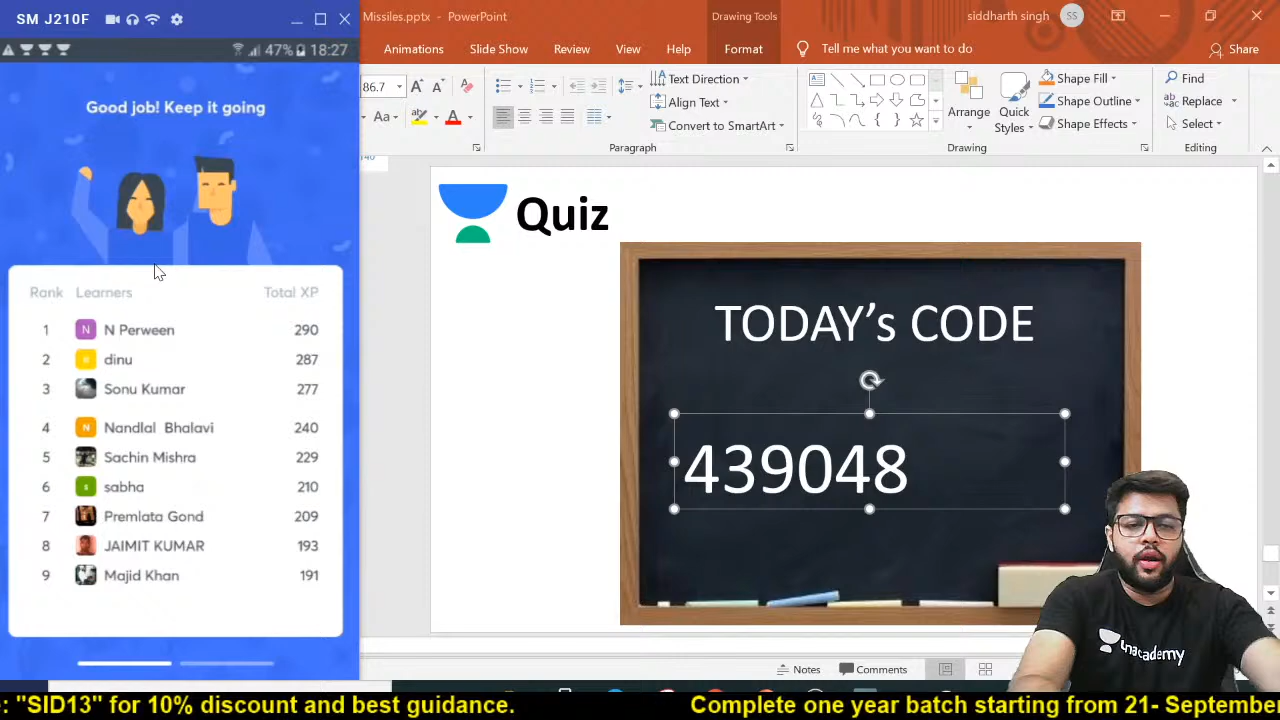 SM J210F
47% 18:27
Good job! Keep it going
Rank Learners Total XP
1 N N Perween 290
2 dinu 287
3 Sonu Kumar 277
4 N Nandlal Bhalavi 240
5 Sachin Mishra 229
6 s sabha 210
7 Premlata Gond 209
8 JAIMIT KUMAR 193
9 Majid Khan 191
Missiles.pptx - PowerPoint
Drawing Tools
siddharth singh SS
Animations Slide Show Review View Help Format Tell me what you want to do Share
86.7
Text Direction
Align Text
Convert to SmartArt
Aa
A
Paragraph
Arrange
Quick
Styles
Shape Fill
Shape Outline
Shape Effects
Drawing
Find
Replace
Select
Editing
Quiz
TODAY's CODE
439048
unacademy
Notes Comments
: "SID13" for 10% discount and best guidance. Complete one year batch starting from 21- September